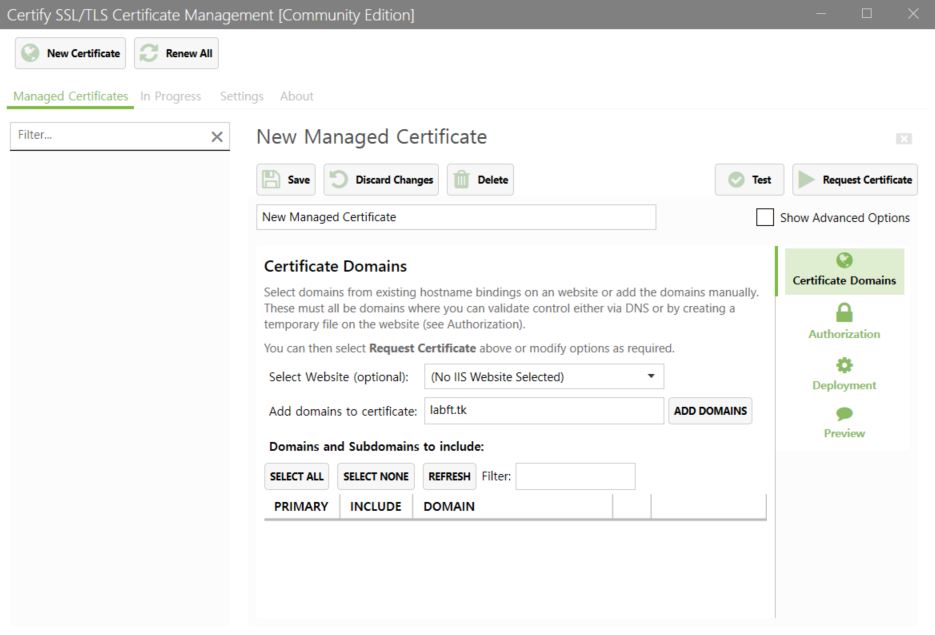 Certify SSL/TLS Certificate Management [Community Edition]
New Certificate
Renew All
Managed Certificates In Progress Settings About
Filter...
New Managed Certificate
Save
Discard Changes
Delete
Test
Request Certificate
New Managed Certificate
Show Advanced Options
Certificate Domains
Select domains from existing hostname bindings on an website or add the domains manually.
These must all be domains where you can validate control either via DNS or by creating a
temporary file on the website (see Authorization).
You can then select Request Certificate above or modify options as required.
Select Website (optional): (No IIS Website Selected)
Add domains to certificate: labft.tk ADD DOMAINS
Domains and Subdomains to include:
SELECT ALL SELECT NONE REFRESH Filter:
PRIMARY INCLUDE DOMAIN
Certificate Domains
Authorization
Deployment
Preview